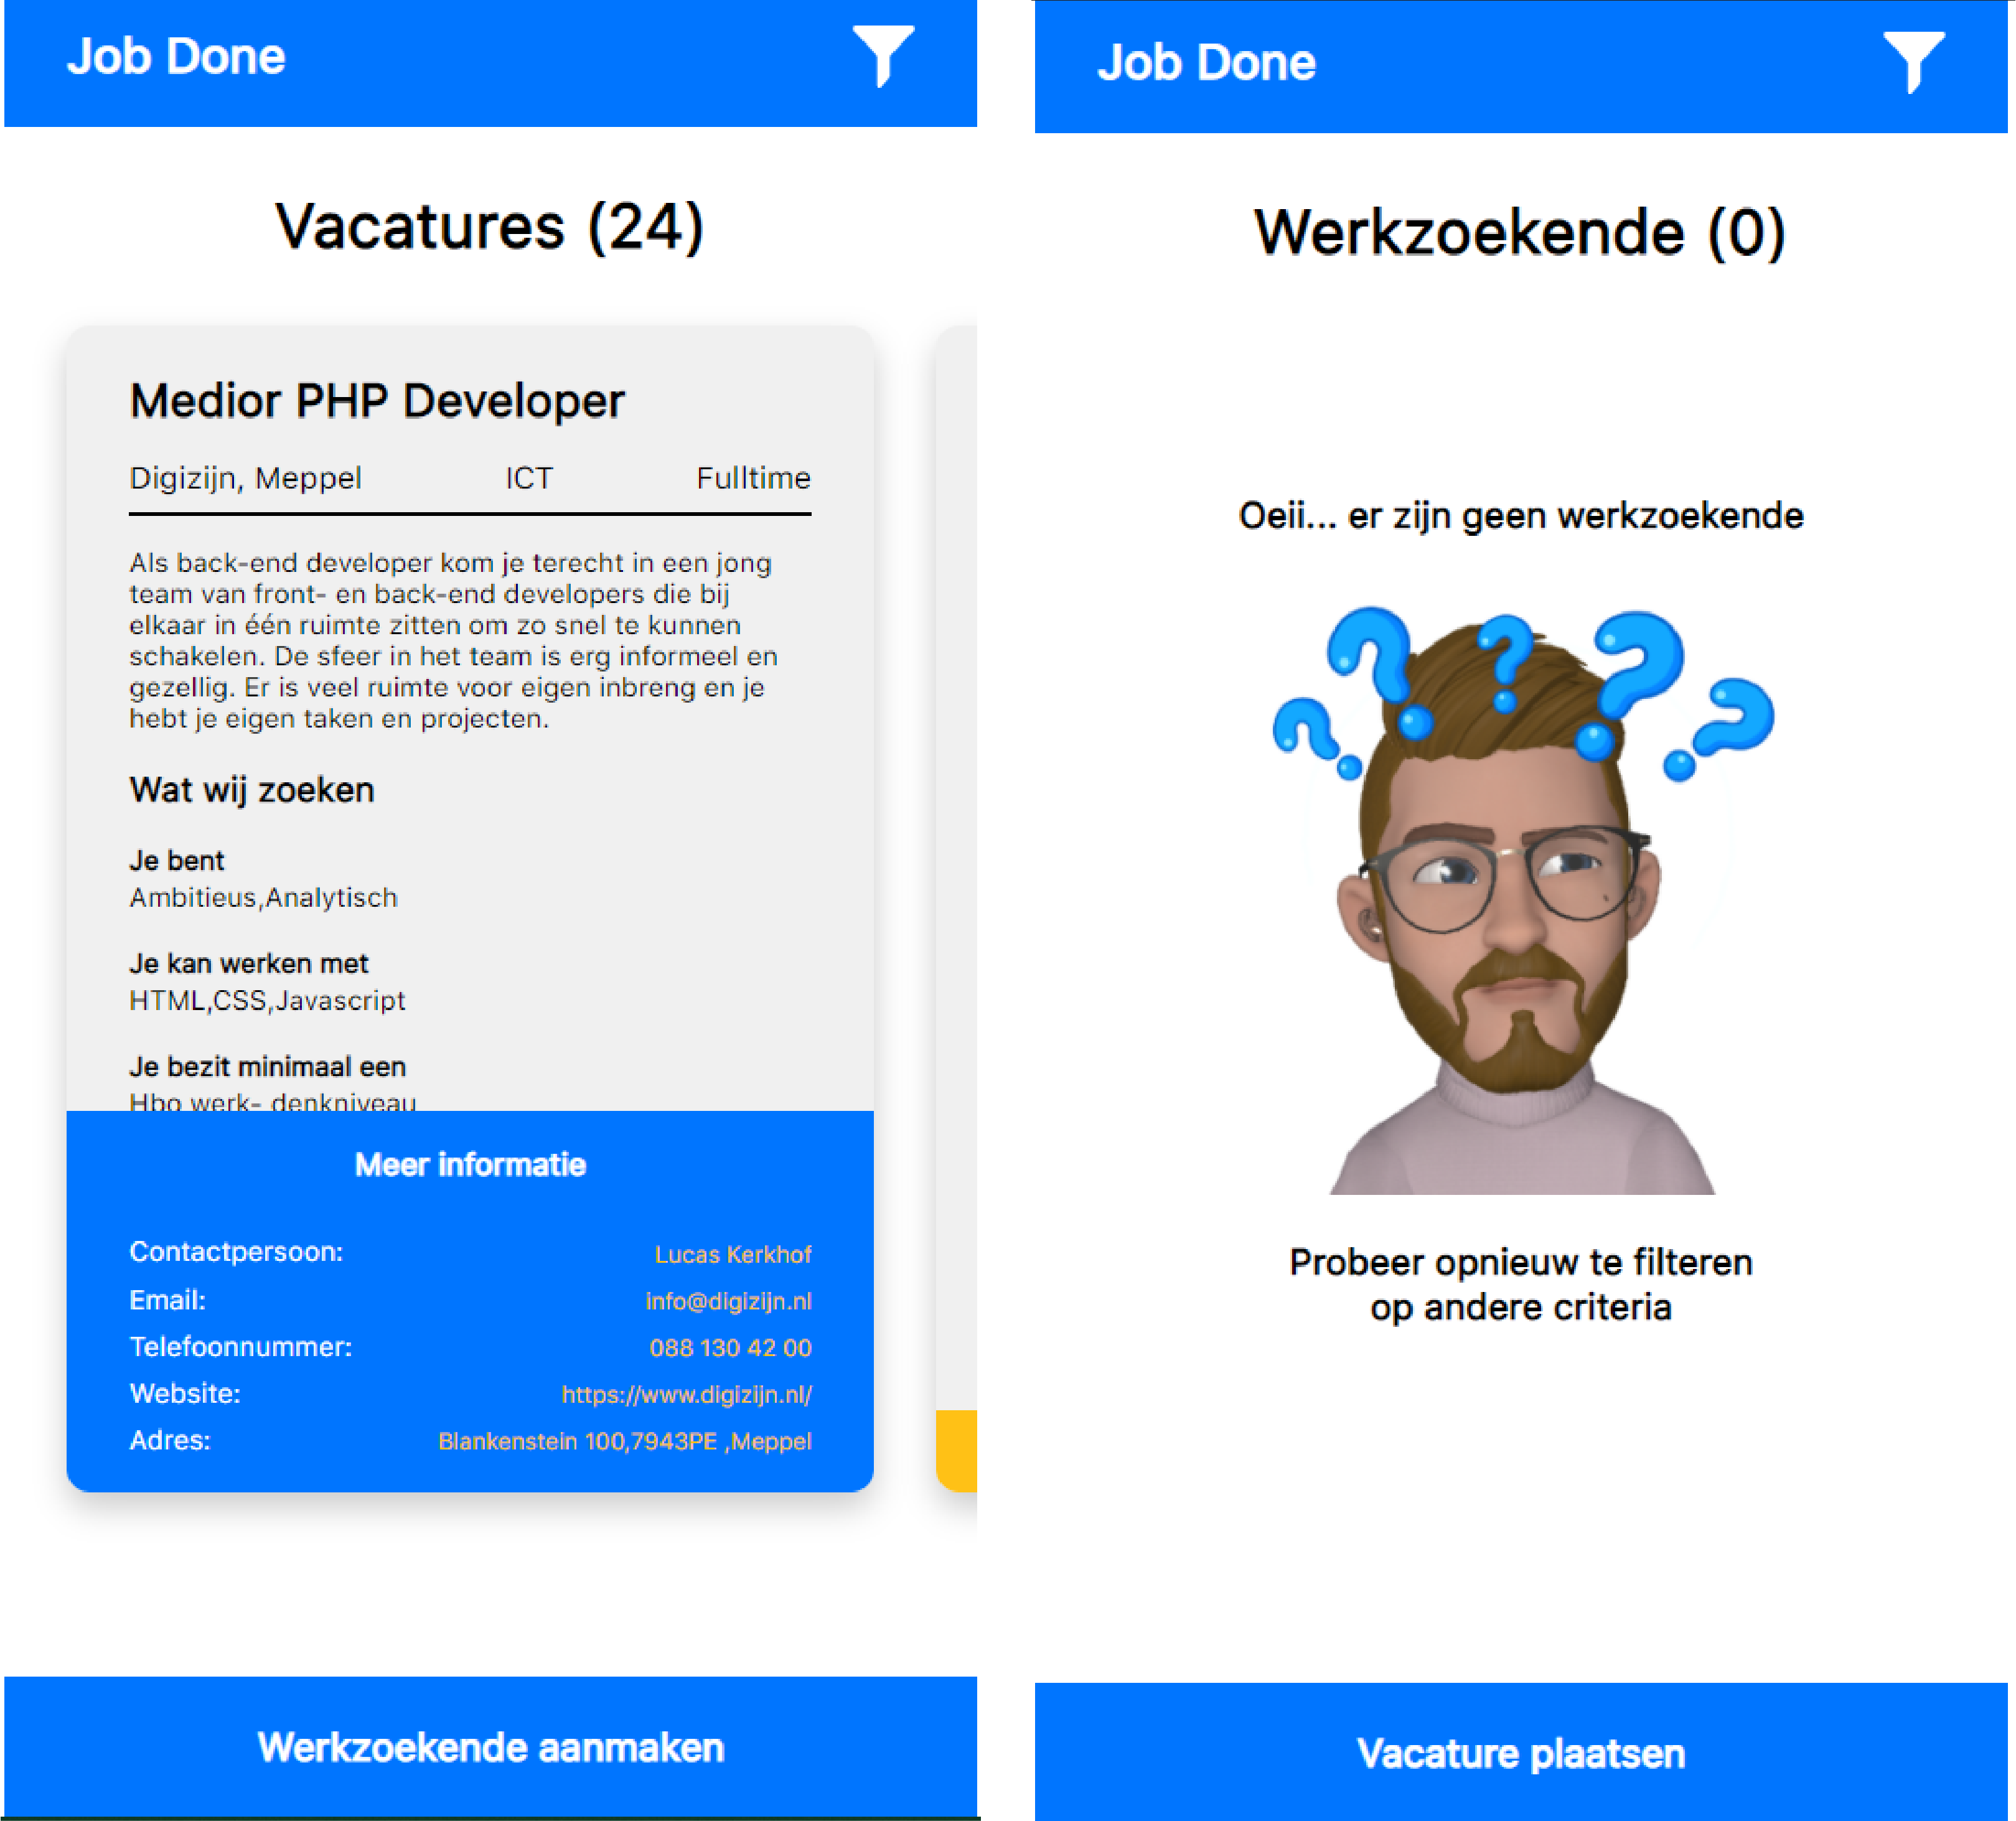 Job Done
Vacatures (24)
Medior PHP Developer
Digizijn, Meppel ICT Fulltime
Als back-end developer kom je terecht in een jong
team van front- en back-end developers die bij
elkaar in één ruimte zitten om zo snel te kunnen
schakelen. De sfeer in het team is erg informeel en
gezellig. Er is veel ruimte voor eigen inbreng en je
hebt je eigen taken en projecten.
Wat wij zoeken
Je bent
Ambitieus,Analytisch
Je kan werken met
HTML,CSS,Javascript
Je bezit minimaal een
Hbo werk- denkniveau
Meer informatie
Contactpersoon: Lucas Kerkhof
Email: info@digizijn.nl
Telefoonnummer: 088 130 42 00
Website: https://www.digizijn.nl/
Adres: Blankenstein 100,7943PE ,Meppel
Werkzoekende aanmaken
Job Done
Werkzoekende (0)
Oeii... er zijn geen werkzoekende
? ? ? ? ?
Probeer opnieuw te filteren
op andere criteria
Vacature plaatsen